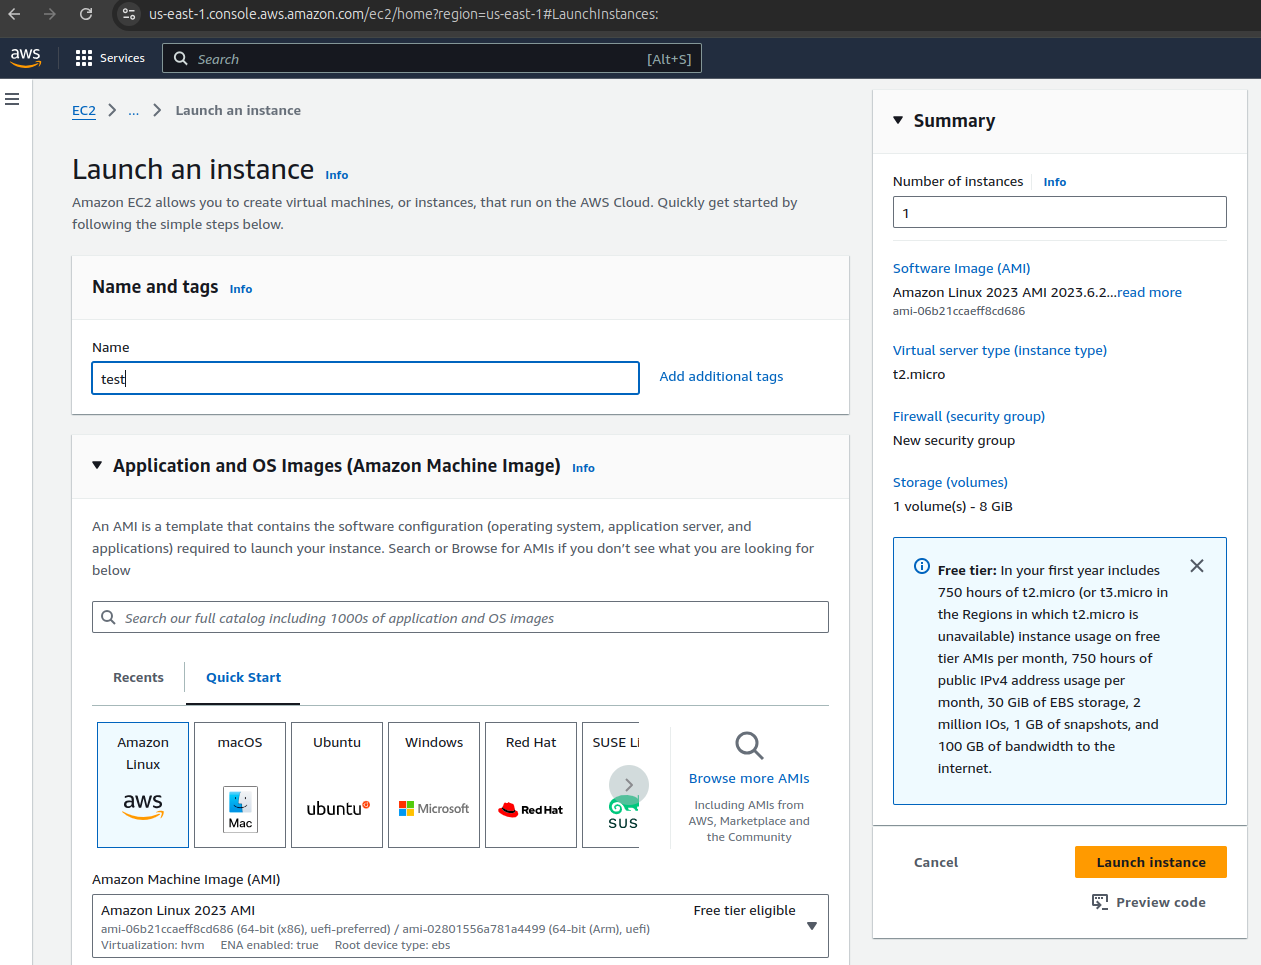 us-east-1.console.aws.amazon.com/ec2/home?region=us-east-1#LaunchInstances:
aws
Services
Search
[Alt+S]
EC2
...
Launch an instance
Launch an instance
Info
Amazon EC2 allows you to create virtual machines, or instances, that run on the AWS Cloud. Quickly get started by
following the simple steps below.
Name and tags
Info
Name
test
Add additional tags
Application and OS Images (Amazon Machine Image)
Info
An AMI is a template that contains the software configuration (operating system, application server, and
applications) required to launch your instance. Search or Browse for AMIs if you don’t see what you are looking for
below
Search our full catalog including 1000s of application and OS images
Recents
Quick Start
Amazon
Linux
aws
macOS
Mac
Ubuntu
ubuntu
Windows
Microsoft
Red Hat
Red Hat
SUSE Li
SUS
Browse more AMIs
Including AMIs from
AWS, Marketplace and
the Community
Amazon Machine Image (AMI)
Amazon Linux 2023 AMI
Free tier eligible
ami-06b21ccaeff8cd686 (64-bit (x86), uefi-preferred) / ami-02801556a781a4499 (64-bit (Arm), uefi)
Virtualization: hvm
ENA enabled: true
Root device type: ebs
Summary
Number of instances
Info
1
Software Image (AMI)
Amazon Linux 2023 AMI 2023.6.2...read more
ami-06b21ccaeff8cd686
Virtual server type (instance type)
t2.micro
Firewall (security group)
New security group
Storage (volumes)
1 volume(s) - 8 GiB
Free tier: In your first year includes
750 hours of t2.micro (or t3.micro in
the Regions in which t2.micro is
unavailable) instance usage on free
tier AMIs per month, 750 hours of
public IPv4 address usage per
month, 30 GiB of EBS storage, 2
million IOs, 1 GB of snapshots, and
100 GB of bandwidth to the
internet.
Cancel
Launch instance
Preview code